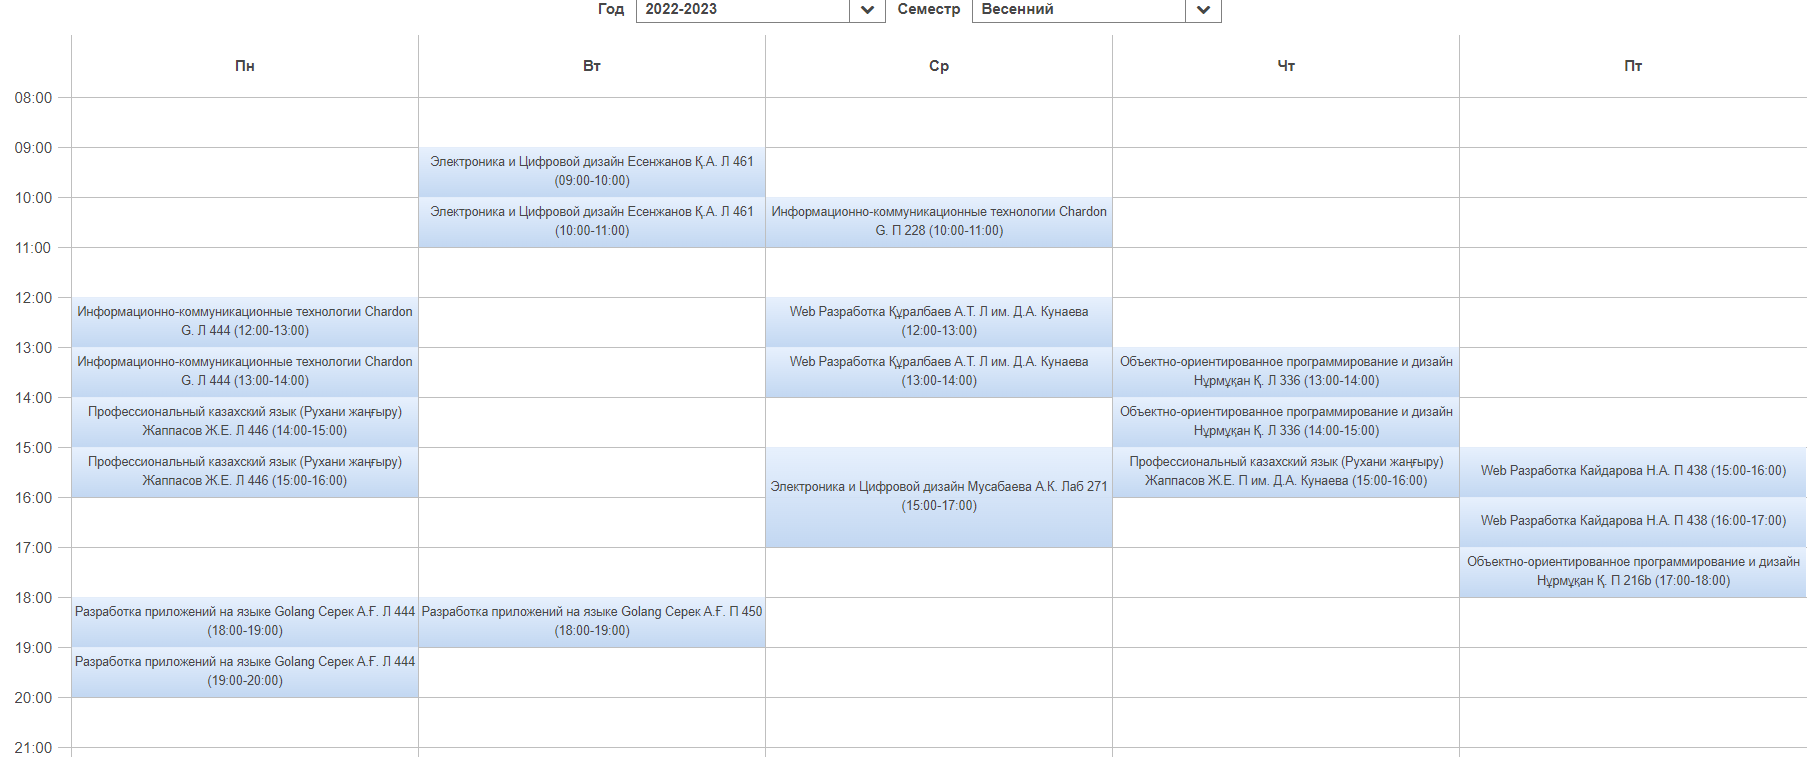 Год 2022-2023 Семестр Весенний
Пн Вт Ср Чт Пт
08:00
09:00
Электроника и Цифровой дизайн Есенжанов Қ.А. Л 461
(09:00-10:00)
10:00
Электроника и Цифровой дизайн Есенжанов Қ.А. Л 461
(10:00-11:00)
Информационно-коммуникационные технологии Chardon
G. П 228 (10:00-11:00)
11:00
12:00
Информационно-коммуникационные технологии Chardon
G. Л 444 (12:00-13:00)
Web Разработка Құралбаев А.Т. Л им. Д.А. Кунаева
(12:00-13:00)
13:00
Информационно-коммуникационные технологии Chardon
G. Л 444 (13:00-14:00)
Web Разработка Құралбаев А.Т. Л им. Д.А. Кунаева
(13:00-14:00)
Объектно-ориентированное программирование и дизайн
Нұрмұқан Қ. Л 336 (13:00-14:00)
14:00
Профессиональный казахский язык (Рухани жаңғыру)
Жаппасов Ж.Е. Л 446 (14:00-15:00)
Объектно-ориентированное программирование и дизайн
Нұрмұқан Қ. Л 336 (14:00-15:00)
15:00
Профессиональный казахский язык (Рухани жаңғыру)
Жаппасов Ж.Е. Л 446 (15:00-16:00)
Электроника и Цифровой дизайн Мусабаева А.К. Лаб 271
(15:00-17:00)
Профессиональный казахский язык (Рухани жаңғыру)
Жаппасов Ж.Е. П им. Д.А. Кунаева (15:00-16:00)
Web Разработка Кайдарова Н.А. П 438 (15:00-16:00)
16:00
Web Разработка Кайдарова Н.А. П 438 (16:00-17:00)
17:00
Объектно-ориентированное программирование и дизайн
Нұрмұқан Қ. П 216b (17:00-18:00)
18:00
Разработка приложений на языке Golang Серек А.Ғ. Л 444
(18:00-19:00)
Разработка приложений на языке Golang Серек А.Ғ. П 450
(18:00-19:00)
19:00
Разработка приложений на языке Golang Серек А.Ғ. Л 444
(19:00-20:00)
20:00
21:00